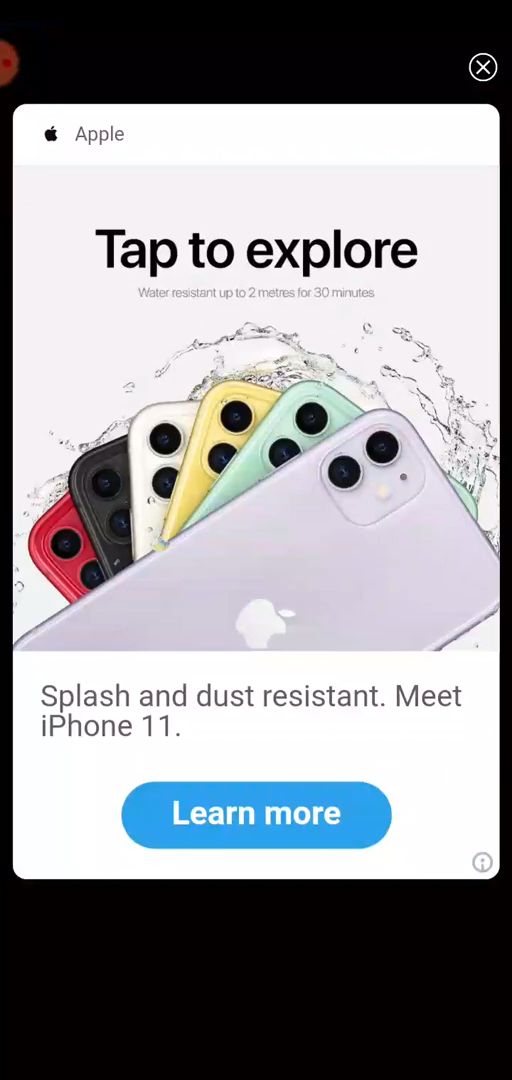 Apple
Tap to explore
Water resistant up to 2 metres for 30 minutes
Splash and dust resistant. Meet
iPhone 11.
Learn more